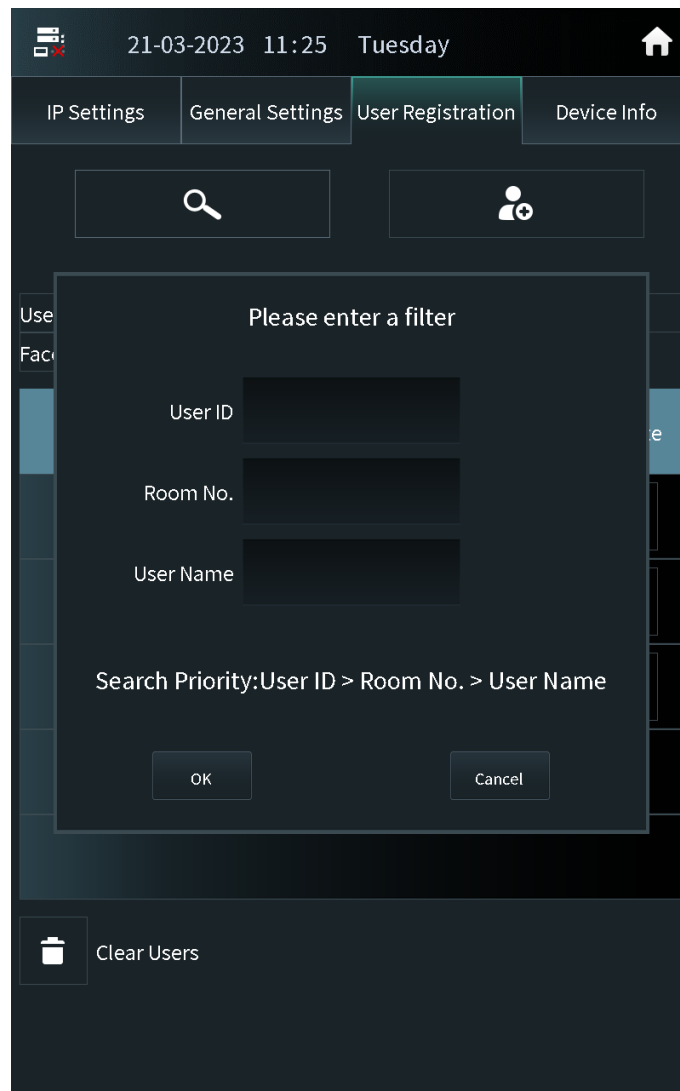 21-03-2023 11:25 Tuesday
IP Settings General Settings User Registration Device Info
Please enter a filter
User ID
Room No.
User Name
Search Priority:User ID > Room No. > User Name
OK Cancel
Clear Users